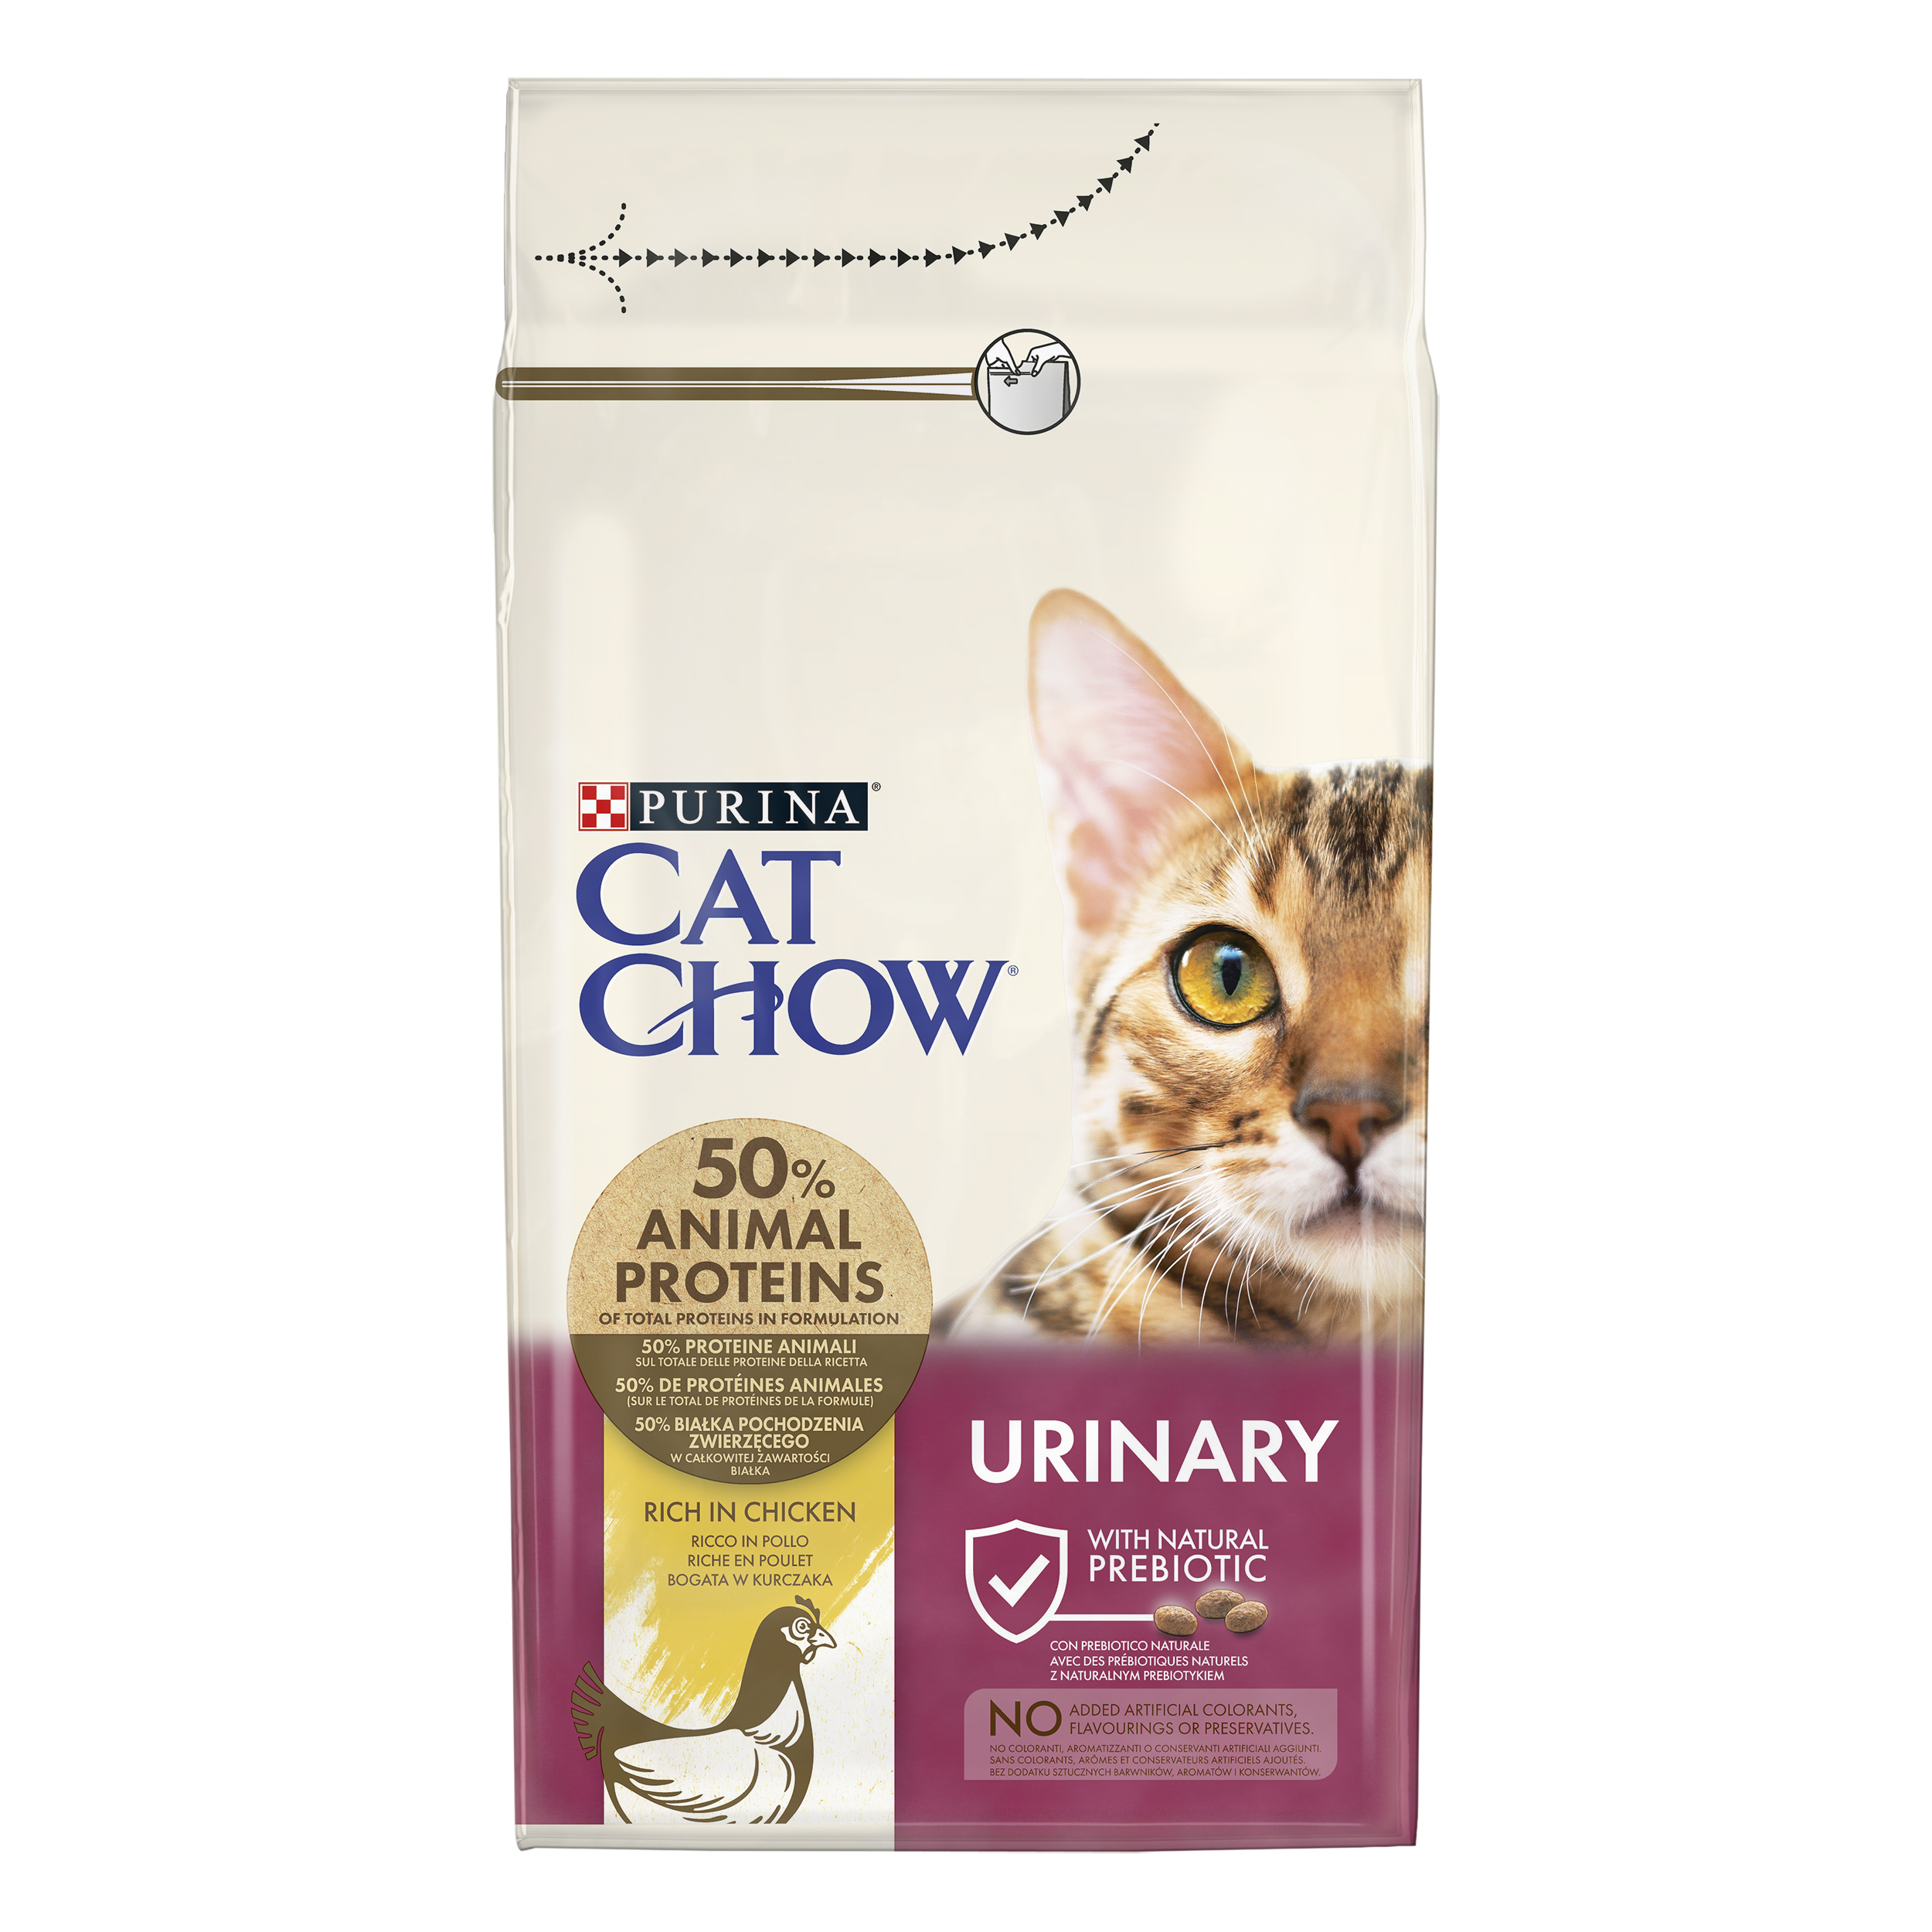 PURINA®
CAT
CHOW®
50%
ANIMAL
PROTEINS
OF TOTAL PROTEINS IN FORMULATION
50% PROTEINE ANIMALI
SUL TOTALE DELLE PROTEINE DELLA RICETTA
50% DE PROTÉINES ANIMALES
(SUR LE TOTAL DE PROTÉINES DE LA FORMULE)
50% BIAŁKA POCHODZENIA
ZWIERZĘCEGO
W CAŁKOWITEJ ZAWARTOŚCI
BIAŁKA
RICH IN CHICKEN
RICCO IN POLLO
RICHE EN POULET
BOGATA W KURCZAKA
URINARY
WITH NATURAL
PREBIOTIC
CON PREBIOTICO NATURALE
AVEC DES PRÉBIOTIQUES NATURELS
Z NATURALNYM PREBIOTYKIEM
NO ADDED ARTIFICIAL COLORANTS,
FLAVOURINGS OR PRESERVATIVES.
NO COLORANTI, AROMATIZZANTI O CONSERVANTI ARTIFICIALI AGGIUNTI.
SANS COLORANTS, ARÔMES ET CONSERVATEURS ARTIFICIELS AJOUTÉS.
BEZ DODATKU SZTUCZNYCH BARWNIKÓW, AROMATÓW I KONSERWANTÓW.